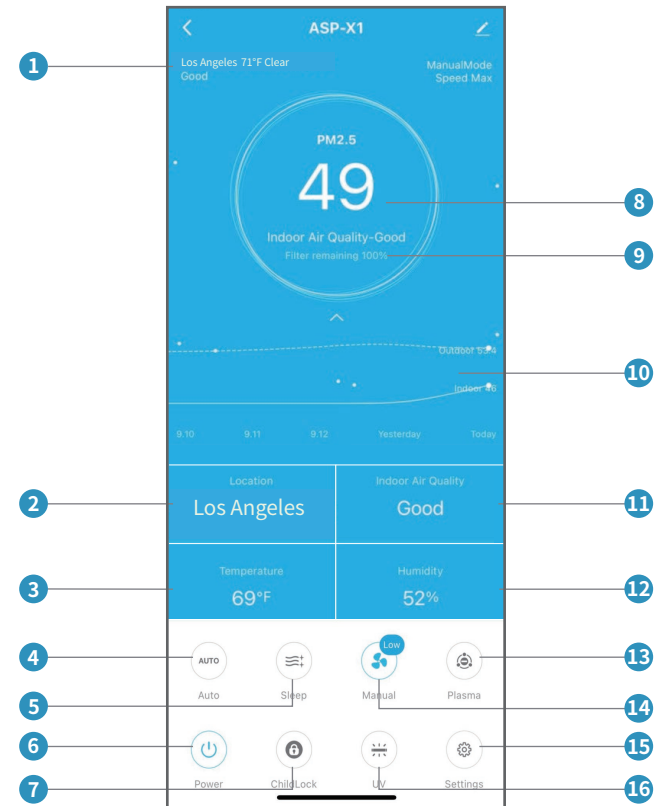 ASP-X1
1
Los Angeles 71°F Clear
Good
ManualMode
Speed Max
PM2.5
49
8
Indoor Air Quality-Good
Filter remaining 100%
9
Outdoor 53.4
10
Indoor 46
9.10 9.11 9.12 Yesterday Today
Location
Indoor Air Quality
2
Los Angeles
Good
11
Temperature
Humidity
3
69°F
52%
12
4
AUTO
Low
13
Auto
Sleep
Manual
Plasma
5
14
6
15
Power
ChildLock
UV
Settings
7
16